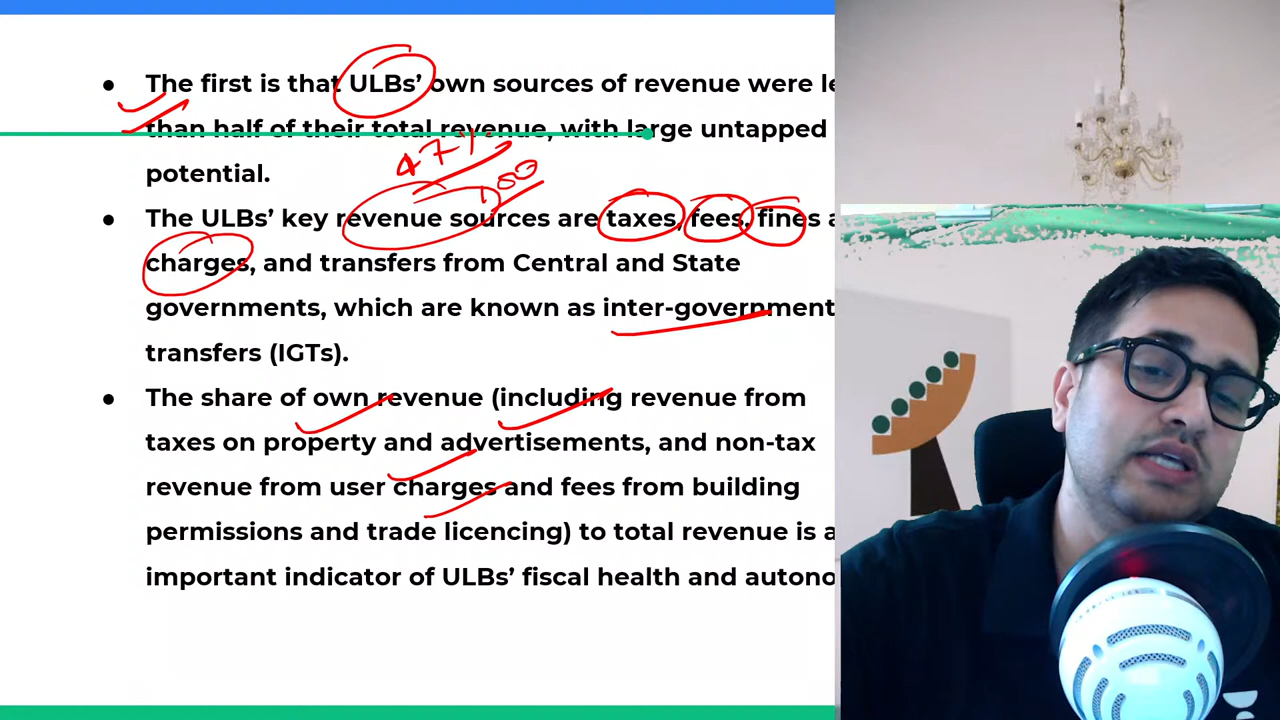 ● The first is that ULBs' own sources of revenue were le
than half of their total revenue, with large untapped
potential.
47%
100
● The ULBs' key revenue sources are taxes, fees, fines a
charges, and transfers from Central and State
governments, which are known as inter-government
transfers (IGTs).
● The share of own revenue (including revenue from
taxes on property and advertisements, and non-tax
revenue from user charges and fees from building
permissions and trade licencing) to total revenue is a
important indicator of ULBs' fiscal health and autono